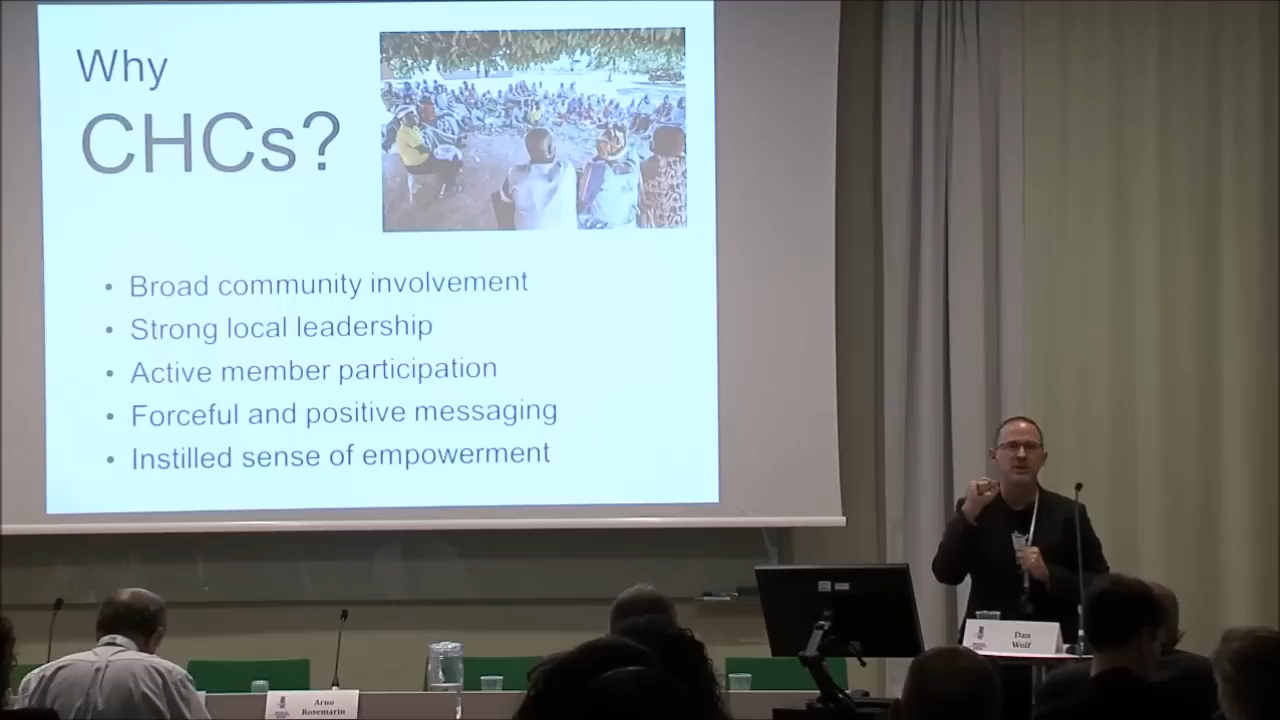 Why
CHCs?
• Broad community involvement
• Strong local leadership
• Active member participation
• Forceful and positive messaging
• Instilled sense of empowerment
Dan
Wolf
Arno
Rosemarin